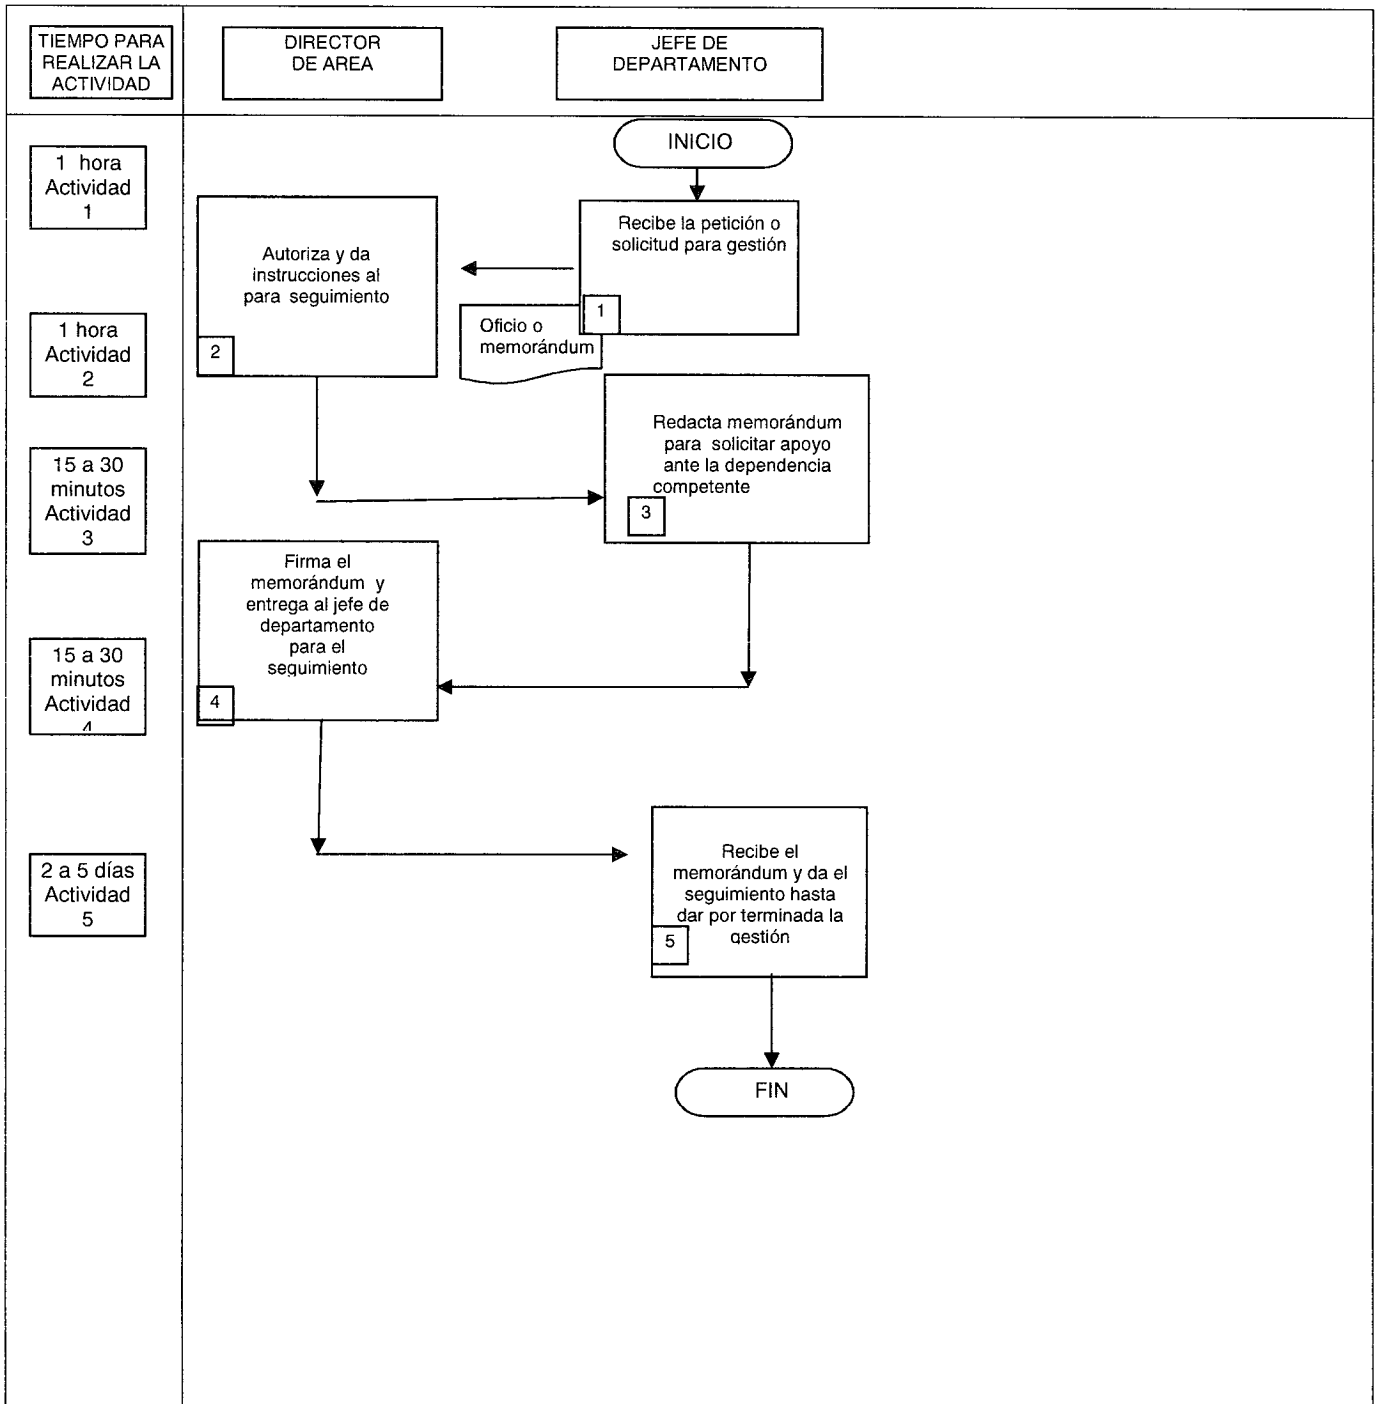 TIEMPO PARA
REALIZAR LA
ACTIVIDAD
DIRECTOR
DE AREA
JEFE DE
DEPARTAMENTO
INICIO
1 hora
Actividad
1
Recibe la petición o
solicitud para gestión
1
Autoriza y da
instrucciones al
para seguimiento
2
Oficio o
memorándum
1 hora
Actividad
2
Redacta memorándum
para solicitar apoyo
ante la dependencia
competente
3
15 a 30
minutos
Actividad
3
Firma el
memorándum y
entrega al jefe de
departamento
para el
seguimiento
4
15 a 30
minutos
Actividad
4
2 a 5 días
Actividad
5
Recibe el
memorándum y da el
seguimiento hasta
dar por terminada la
gestión
5
FIN